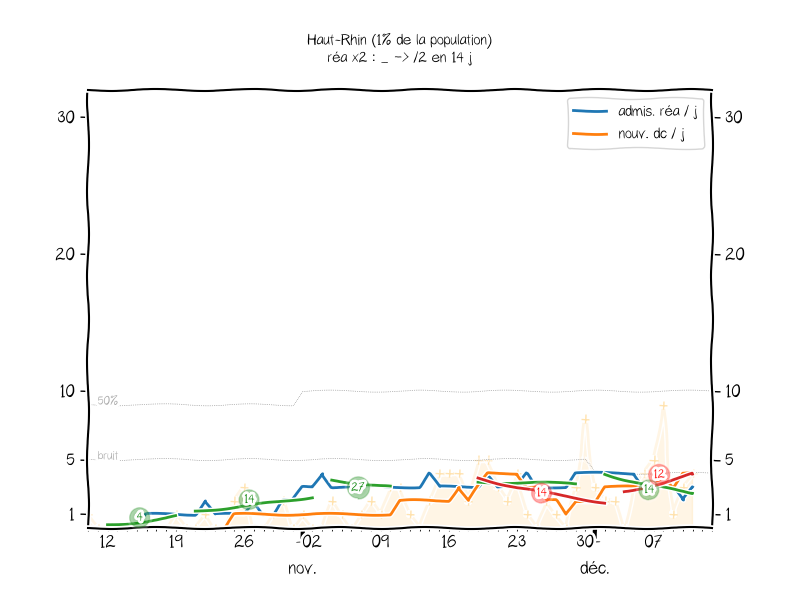 Haut-Rhin (1% de la population)
réa x2 : _ -> /2 en 14 j
admis. réa / j
nouv. dc / j
30 30
20 20
10 10
50%
5 5
bruit
1 1
4 14 27 14 14 12
12 19 26 02 09 16 23 30 07
nov. déc.